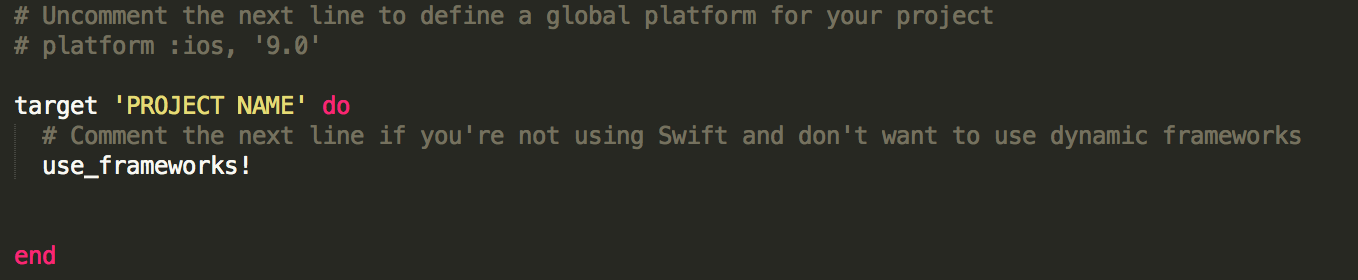 # Uncomment the next line to define a global platform for your project
# platform :ios, '9.0'
target 'PROJECT NAME' do
# Comment the next line if you're not using Swift and don't want to use dynamic frameworks
use_frameworks!
end